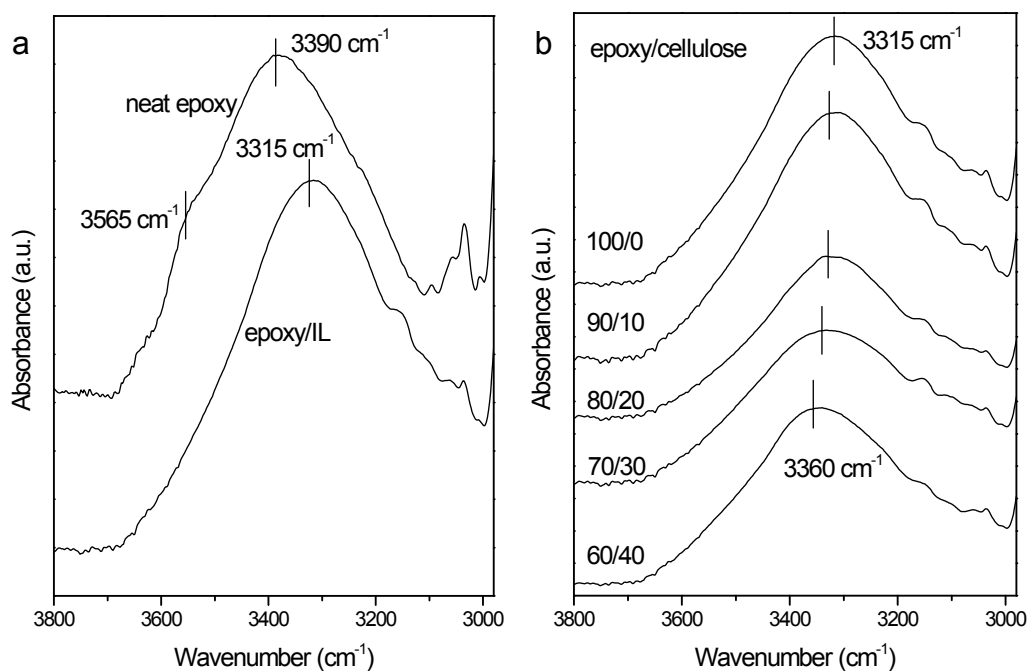 a
3390 cm⁻¹
neat epoxy
3315 cm⁻¹
3565 cm⁻¹
epoxy/IL
Absorbance (a.u.)
3800 3600 3400 3200 3000
Wavenumber (cm⁻¹)
b
epoxy/cellulose
3315 cm⁻¹
100/0
90/10
80/20
70/30
3360 cm⁻¹
60/40
Absorbance (a.u.)
3800 3600 3400 3200 3000
Wavenumber (cm⁻¹)